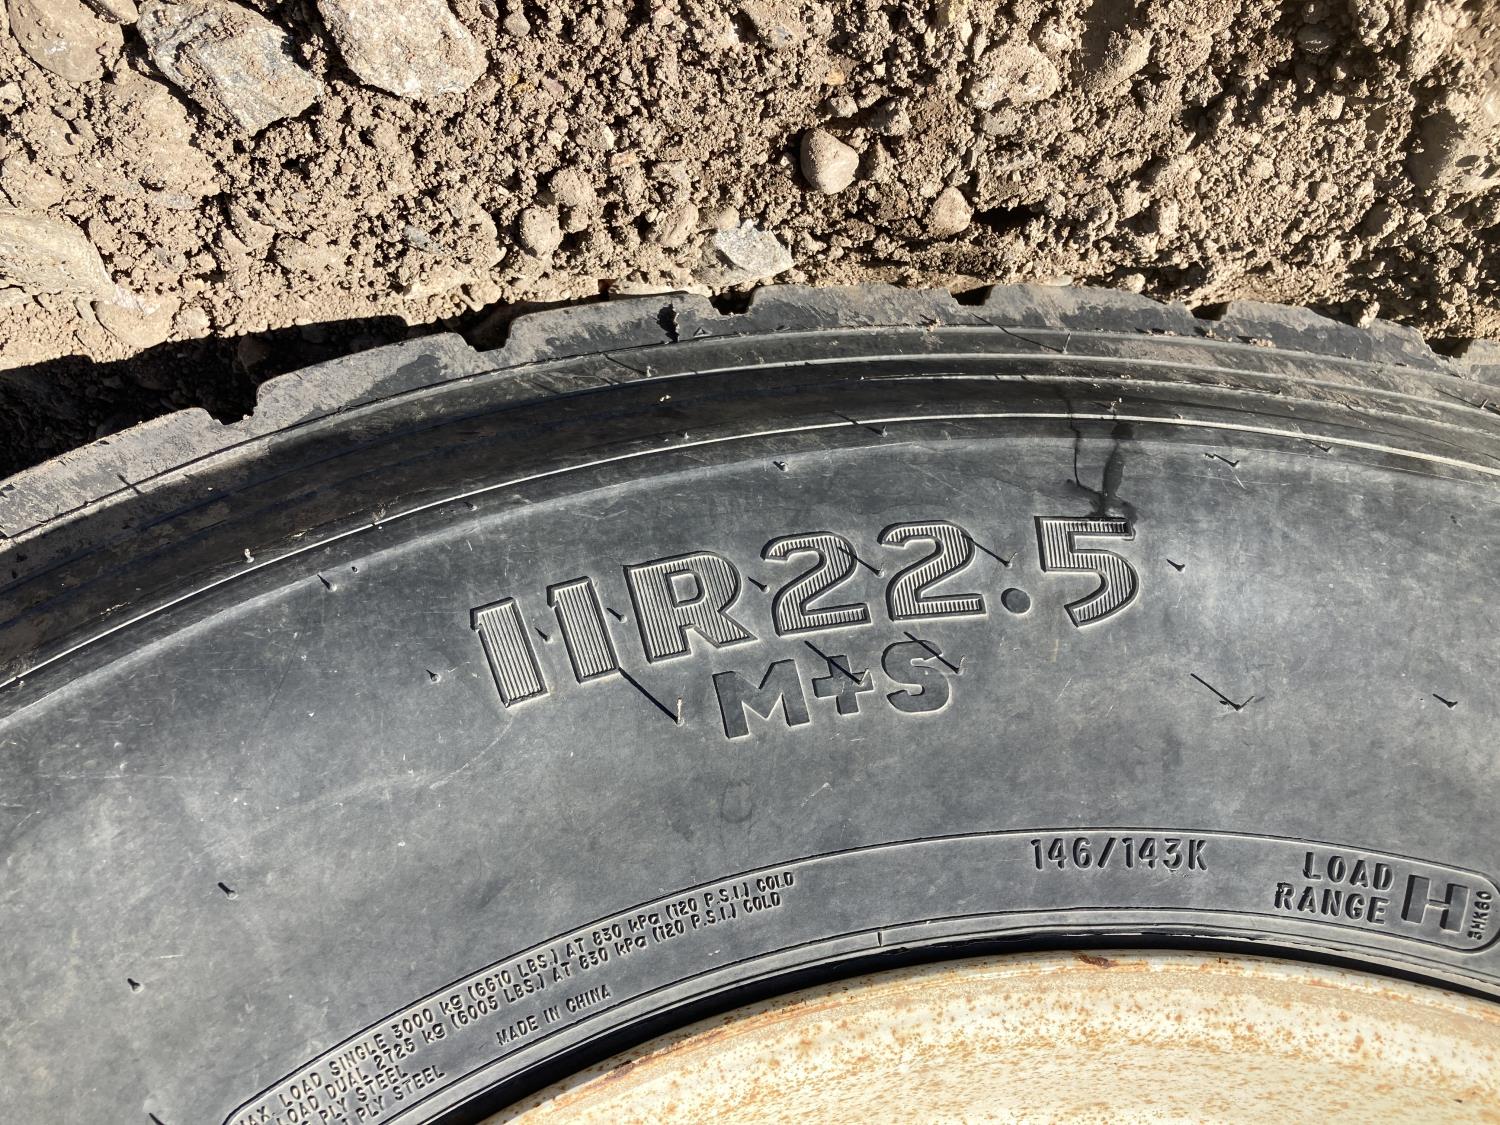 11R22.5
M+S
146/143K
LOAD
RANGE H
3HK60
MAX. LOAD SINGLE 3000 kg (6610 LBS.) AT 830 kPa (120 P.S.I.) COLD
LOAD DUAL 2725 kg (6005 LBS.) AT 830 kPa (120 P.S.I.) COLD
PLY STEEL
PLY STEEL
MADE IN CHINA